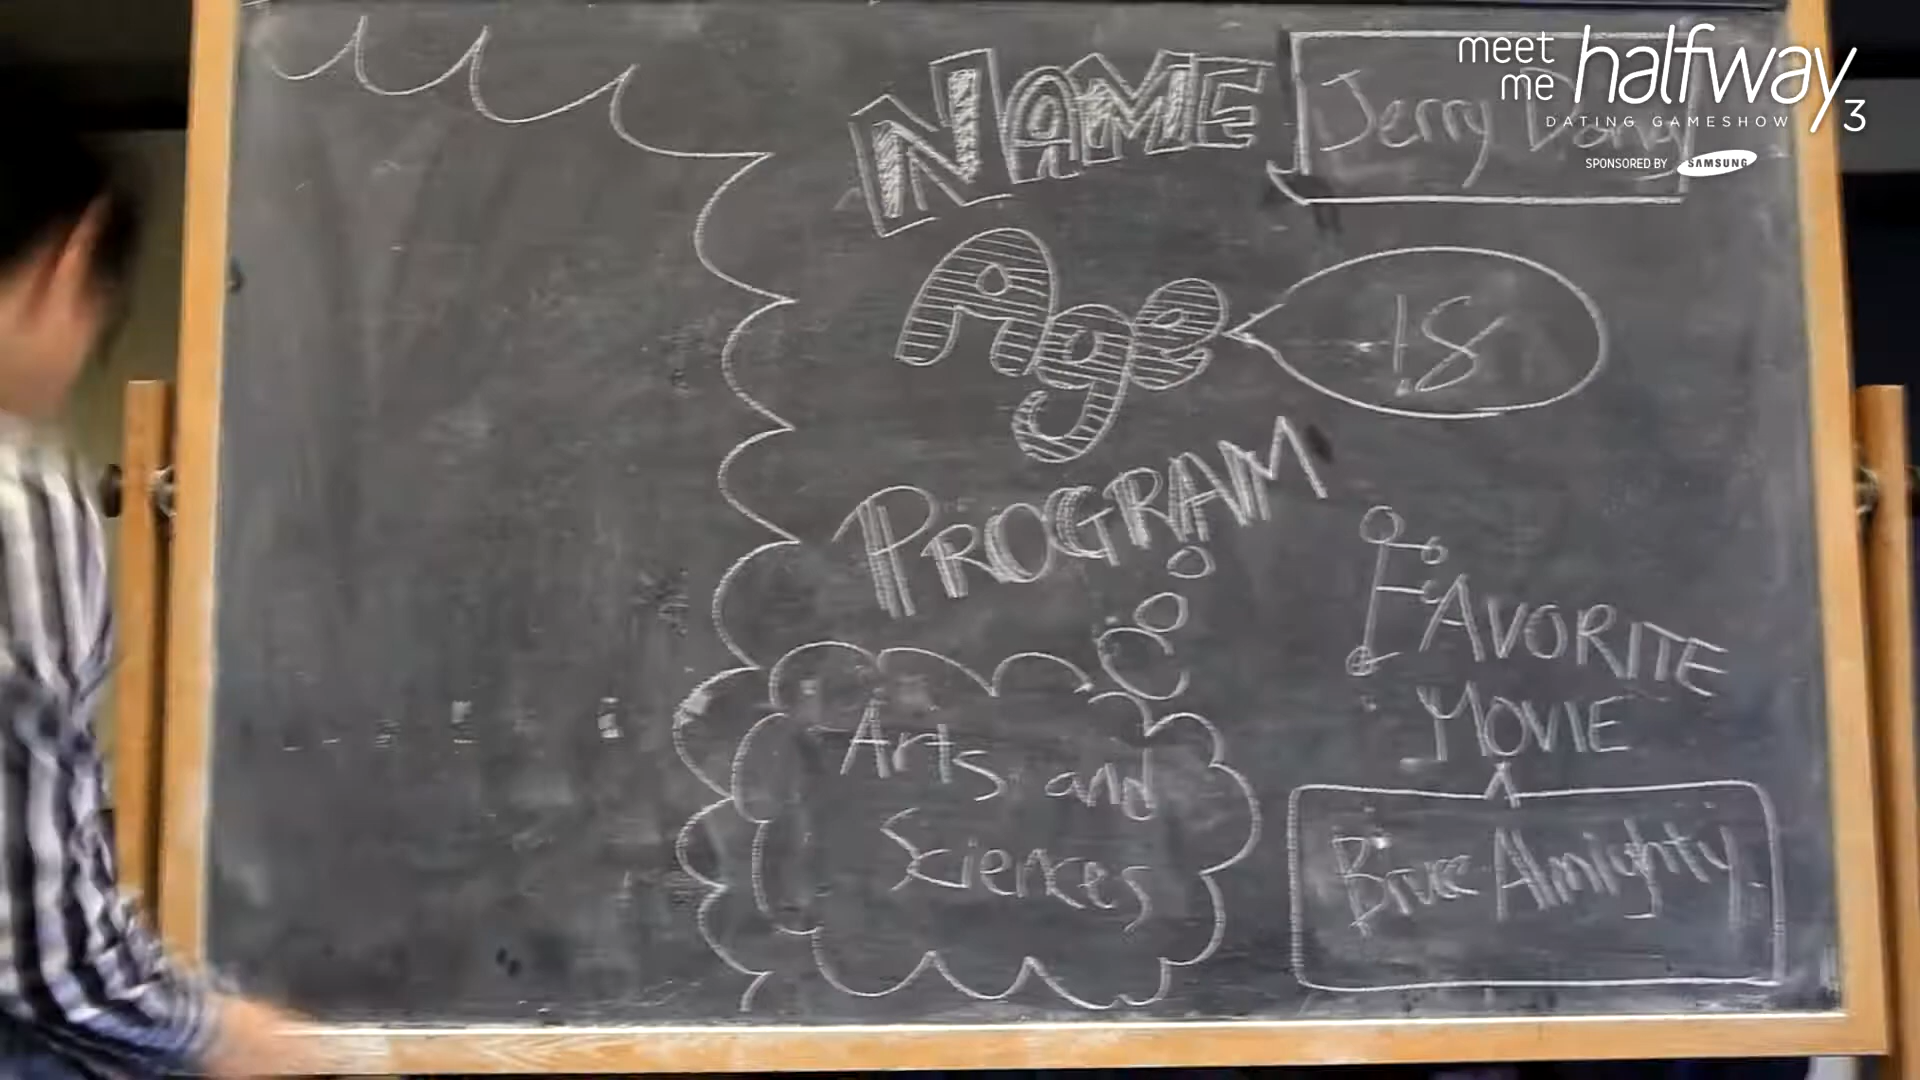 meet me halfway 3
DATING GAMESHOW
SPONSORED BY SAMSUNG
NAME
Jerry
Age
18
PROGRAM
Arts and
Sciences
FAVORITE
MOVIE
Bruce Almighty